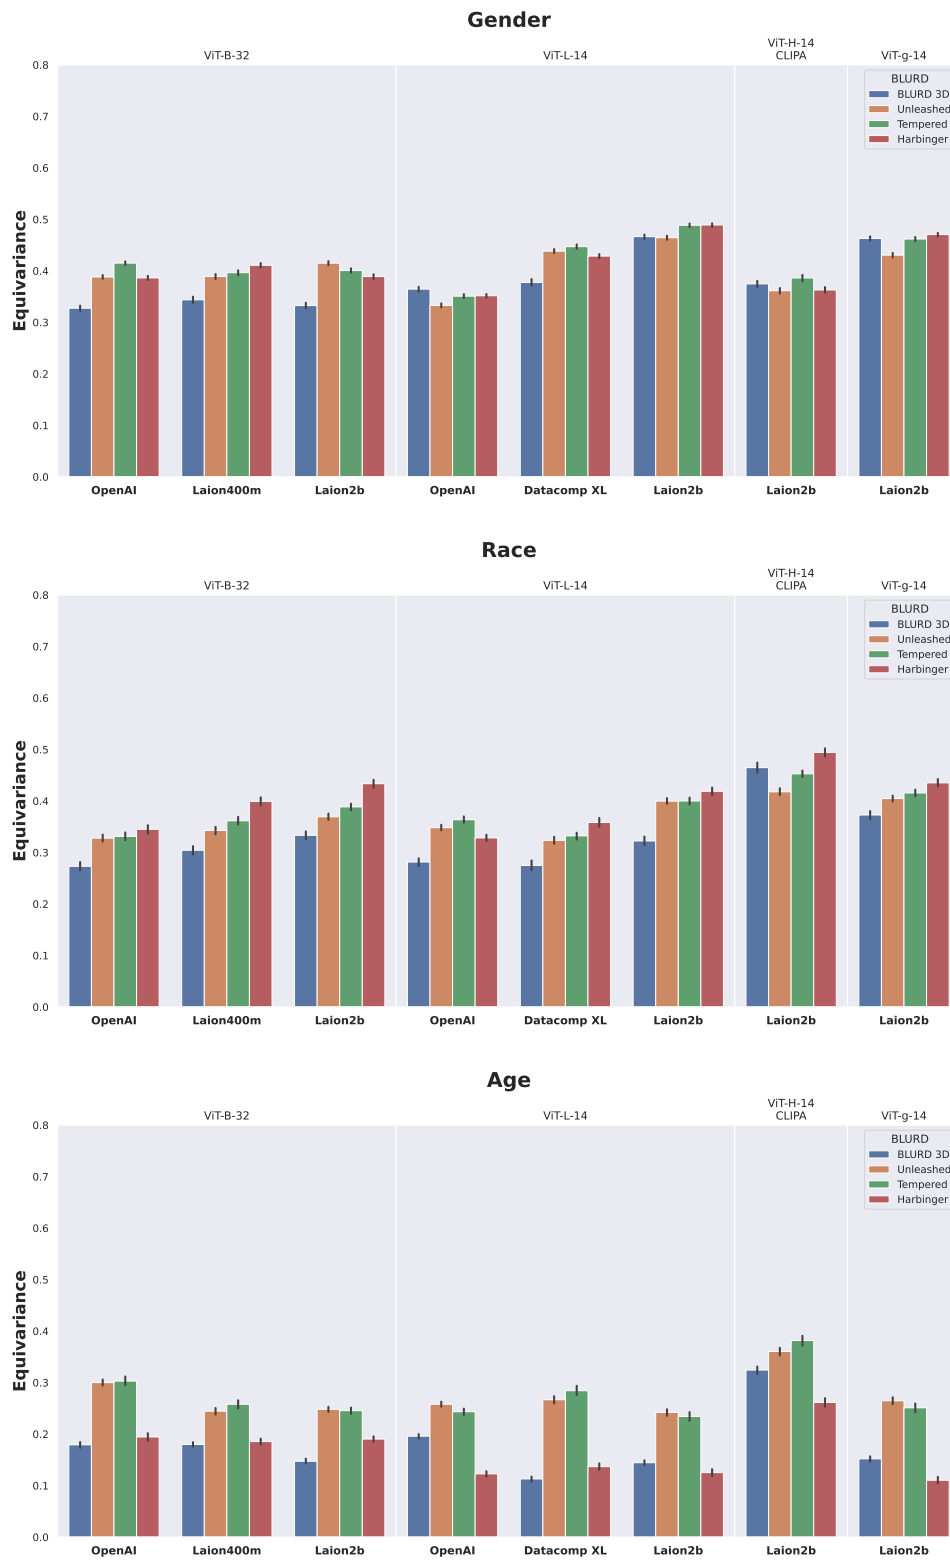 Gender
ViT-B-32
ViT-L-14
ViT-H-14
CLIPA
ViT-g-14
0.8
0.7
0.6
0.5
0.4
0.3
0.2
0.1
0.0
Equivariance
BLURD
BLURD 3D
Unleashed
Tempered
Harbinger
OpenAI Laion400m Laion2b OpenAI Datacomp XL Laion2b Laion2b Laion2b
Race
ViT-B-32
ViT-L-14
ViT-H-14
CLIPA
ViT-g-14
0.8
0.7
0.6
0.5
0.4
0.3
0.2
0.1
0.0
Equivariance
BLURD
BLURD 3D
Unleashed
Tempered
Harbinger
OpenAI Laion400m Laion2b OpenAI Datacomp XL Laion2b Laion2b Laion2b
Age
ViT-B-32
ViT-L-14
ViT-H-14
CLIPA
ViT-g-14
0.8
0.7
0.6
0.5
0.4
0.3
0.2
0.1
0.0
Equivariance
BLURD
BLURD 3D
Unleashed
Tempered
Harbinger
OpenAI Laion400m Laion2b OpenAI Datacomp XL Laion2b Laion2b Laion2b